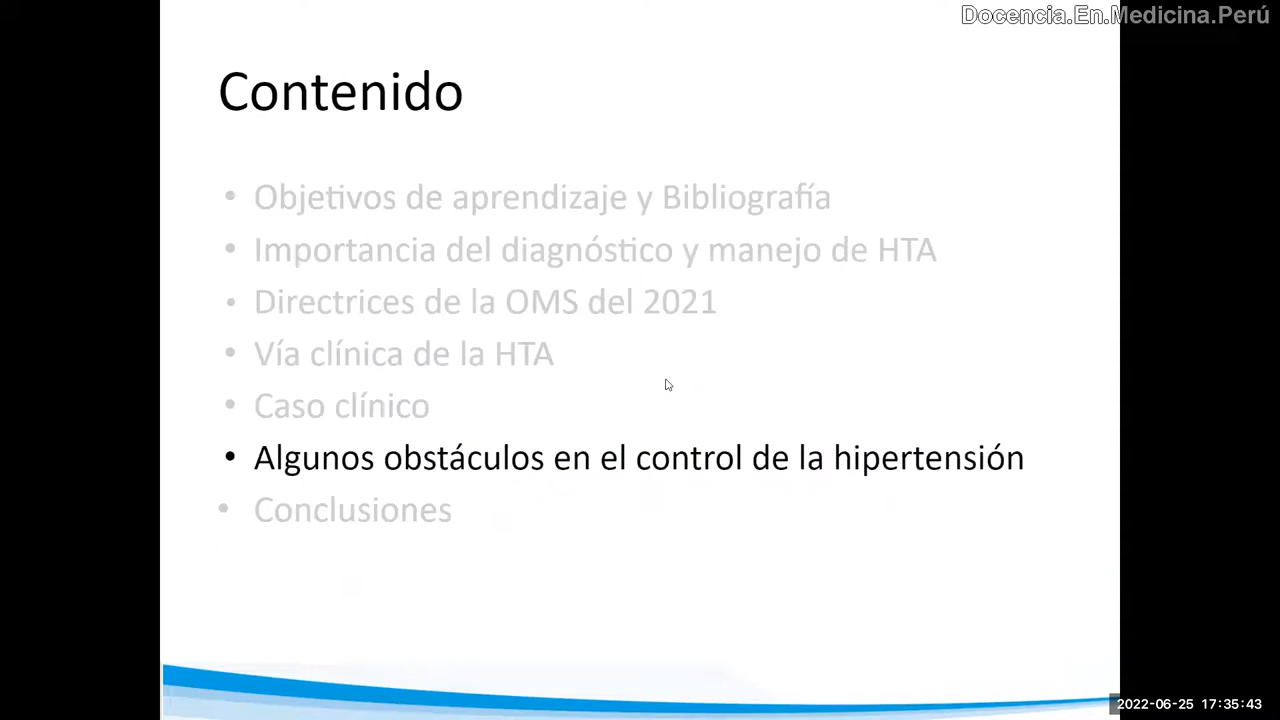 Docencia.En.Medicina.Perú
Contenido
• Objetivos de aprendizaje y Bibliografía
• Importancia del diagnóstico y manejo de HTA
• Directrices de la OMS del 2021
• Vía clínica de la HTA
• Caso clínico
• Algunos obstáculos en el control de la hipertensión
• Conclusiones
2022-06-25 17:35:43